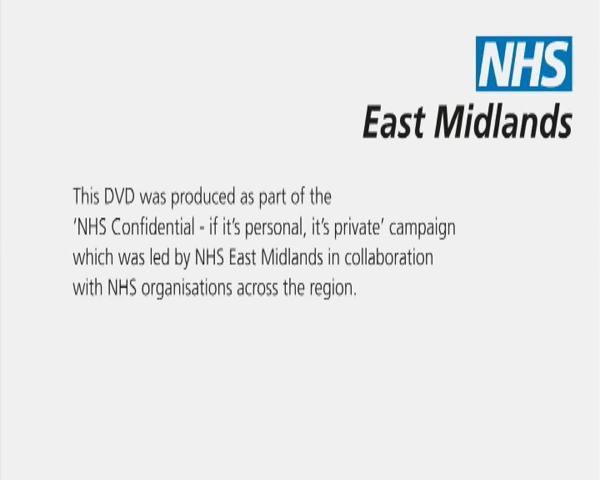 NHS
East Midlands
This DVD was produced as part of the
‘NHS Confidential - if it’s personal, it’s private’ campaign
which was led by NHS East Midlands in collaboration
with NHS organisations across the region.